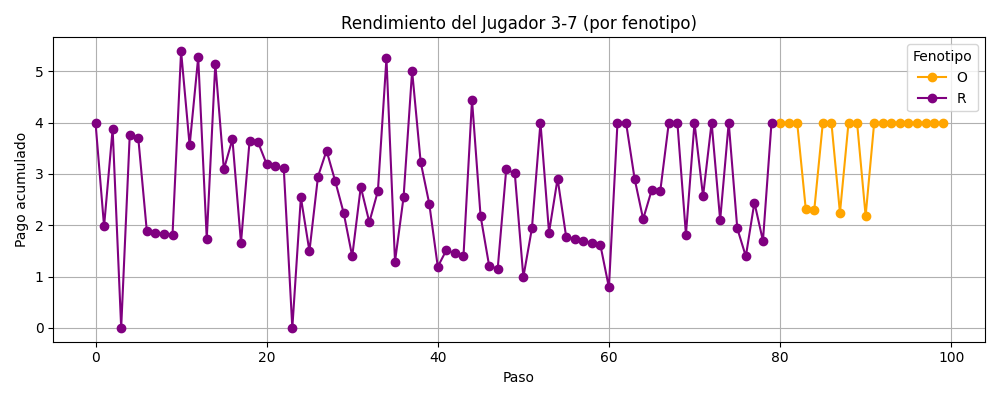 Rendimiento del Jugador 3-7 (por fenotipo)
Pago acumulado
5
4
3
2
1
0
0
20
40
60
80
100
Paso
Fenotipo
O
R